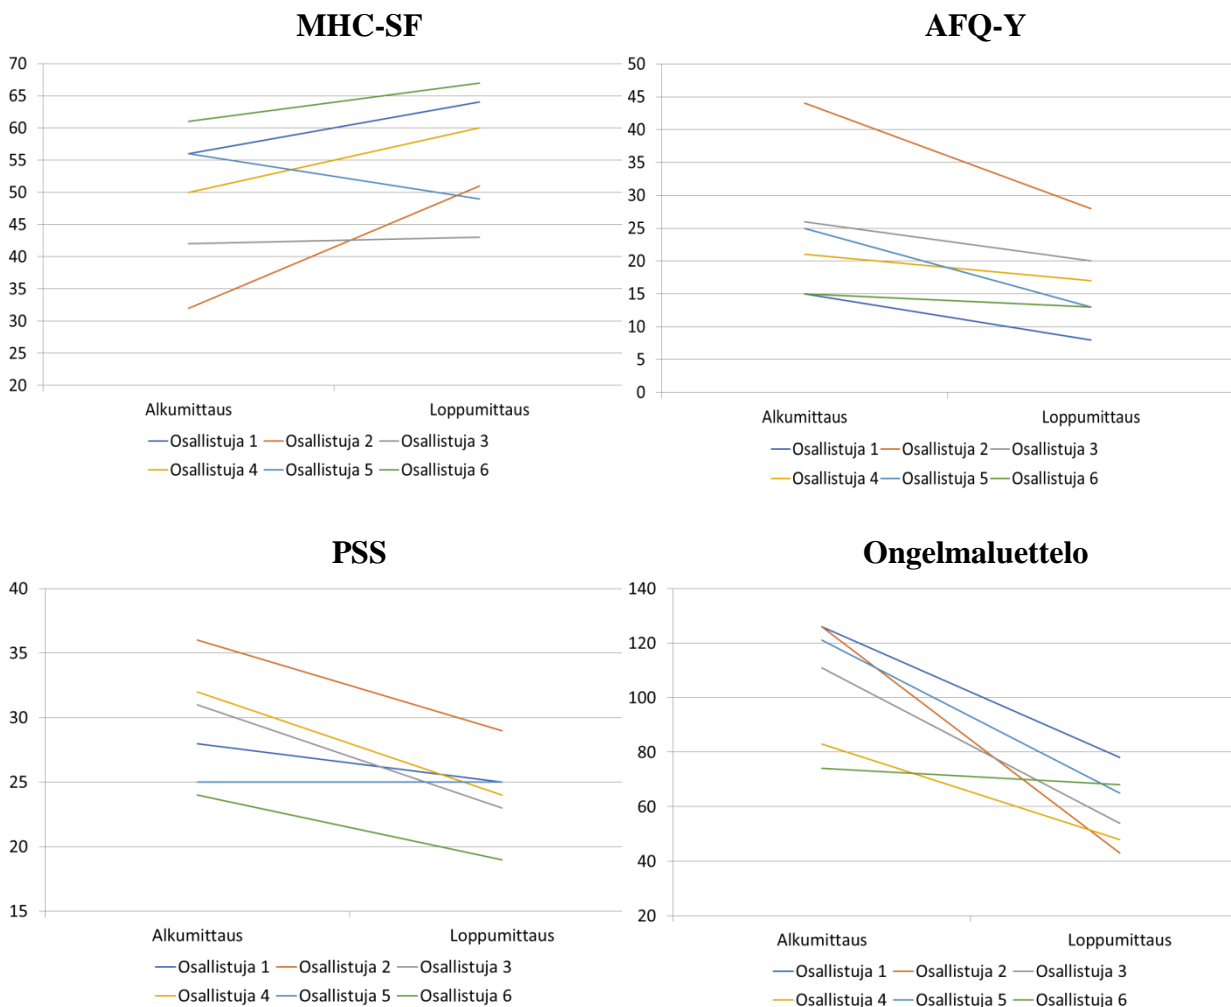 MHC-SF
70
65
60
55
50
45
40
35
30
25
20
Alkumittaus Loppumittaus
Osallistuja 1 Osallistuja 2 Osallistuja 3
Osallistuja 4 Osallistuja 5 Osallistuja 6
AFQ-Y
50
45
40
35
30
25
20
15
10
5
0
Alkumittaus Loppumittaus
Osallistuja 1 Osallistuja 2 Osallistuja 3
Osallistuja 4 Osallistuja 5 Osallistuja 6
PSS
40
35
30
25
20
15
Alkumittaus Loppumittaus
Osallistuja 1 Osallistuja 2 Osallistuja 3
Osallistuja 4 Osallistuja 5 Osallistuja 6
Ongelmaluettelo
140
120
100
80
60
40
20
Alkumittaus Loppumittaus
Osallistuja 1 Osallistuja 2 Osallistuja 3
Osallistuja 4 Osallistuja 5 Osallistuja 6